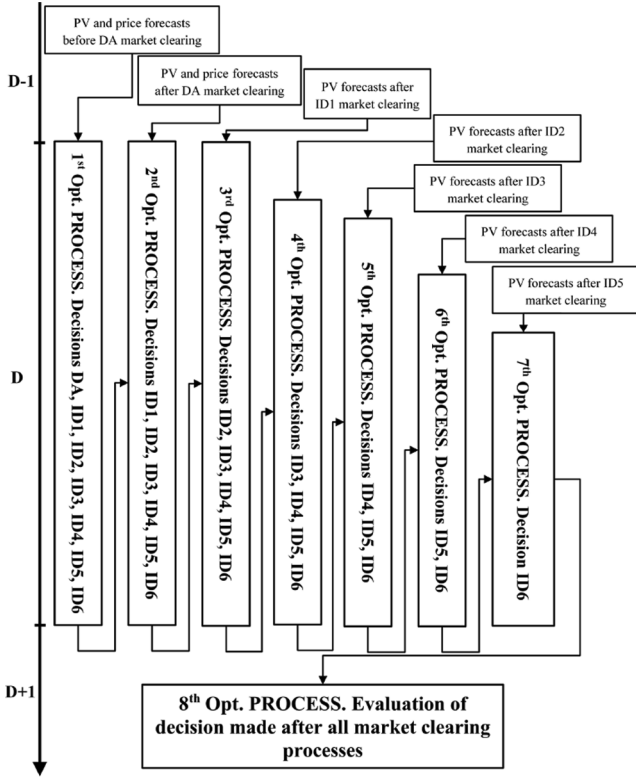 PV and price forecasts
before DA market clearing
D-1
PV and price forecasts
after DA market clearing
PV forecasts after
ID1 market clearing
PV forecasts after ID2
market clearing
PV forecasts after ID3
market clearing
PV forecasts after ID4
market clearing
PV forecasts after ID5
market clearing
D
1st Opt. PROCESS. Decisions DA, ID1, ID2, ID3, ID4, ID5, ID6
2nd Opt. PROCESS. Decisions ID1, ID2, ID3, ID4, ID5, ID6
3rd Opt. PROCESS. Decisions ID2, ID3, ID4, ID5, ID6
4th Opt. PROCESS. Decisions ID3, ID4, ID5, ID6
5th Opt. PROCESS. Decisions ID4, ID5, ID6
6th Opt. PROCESS. Decisions ID5, ID6
7th Opt. PROCESS. Decision ID6
D+1
8th Opt. PROCESS. Evaluation of
decision made after all market clearing
processes